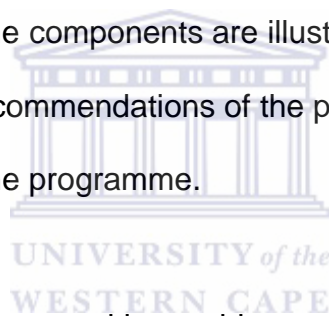 e components are illust
commendations of the p
e programme.
UNIVERSITY of the
WESTERN CAPE